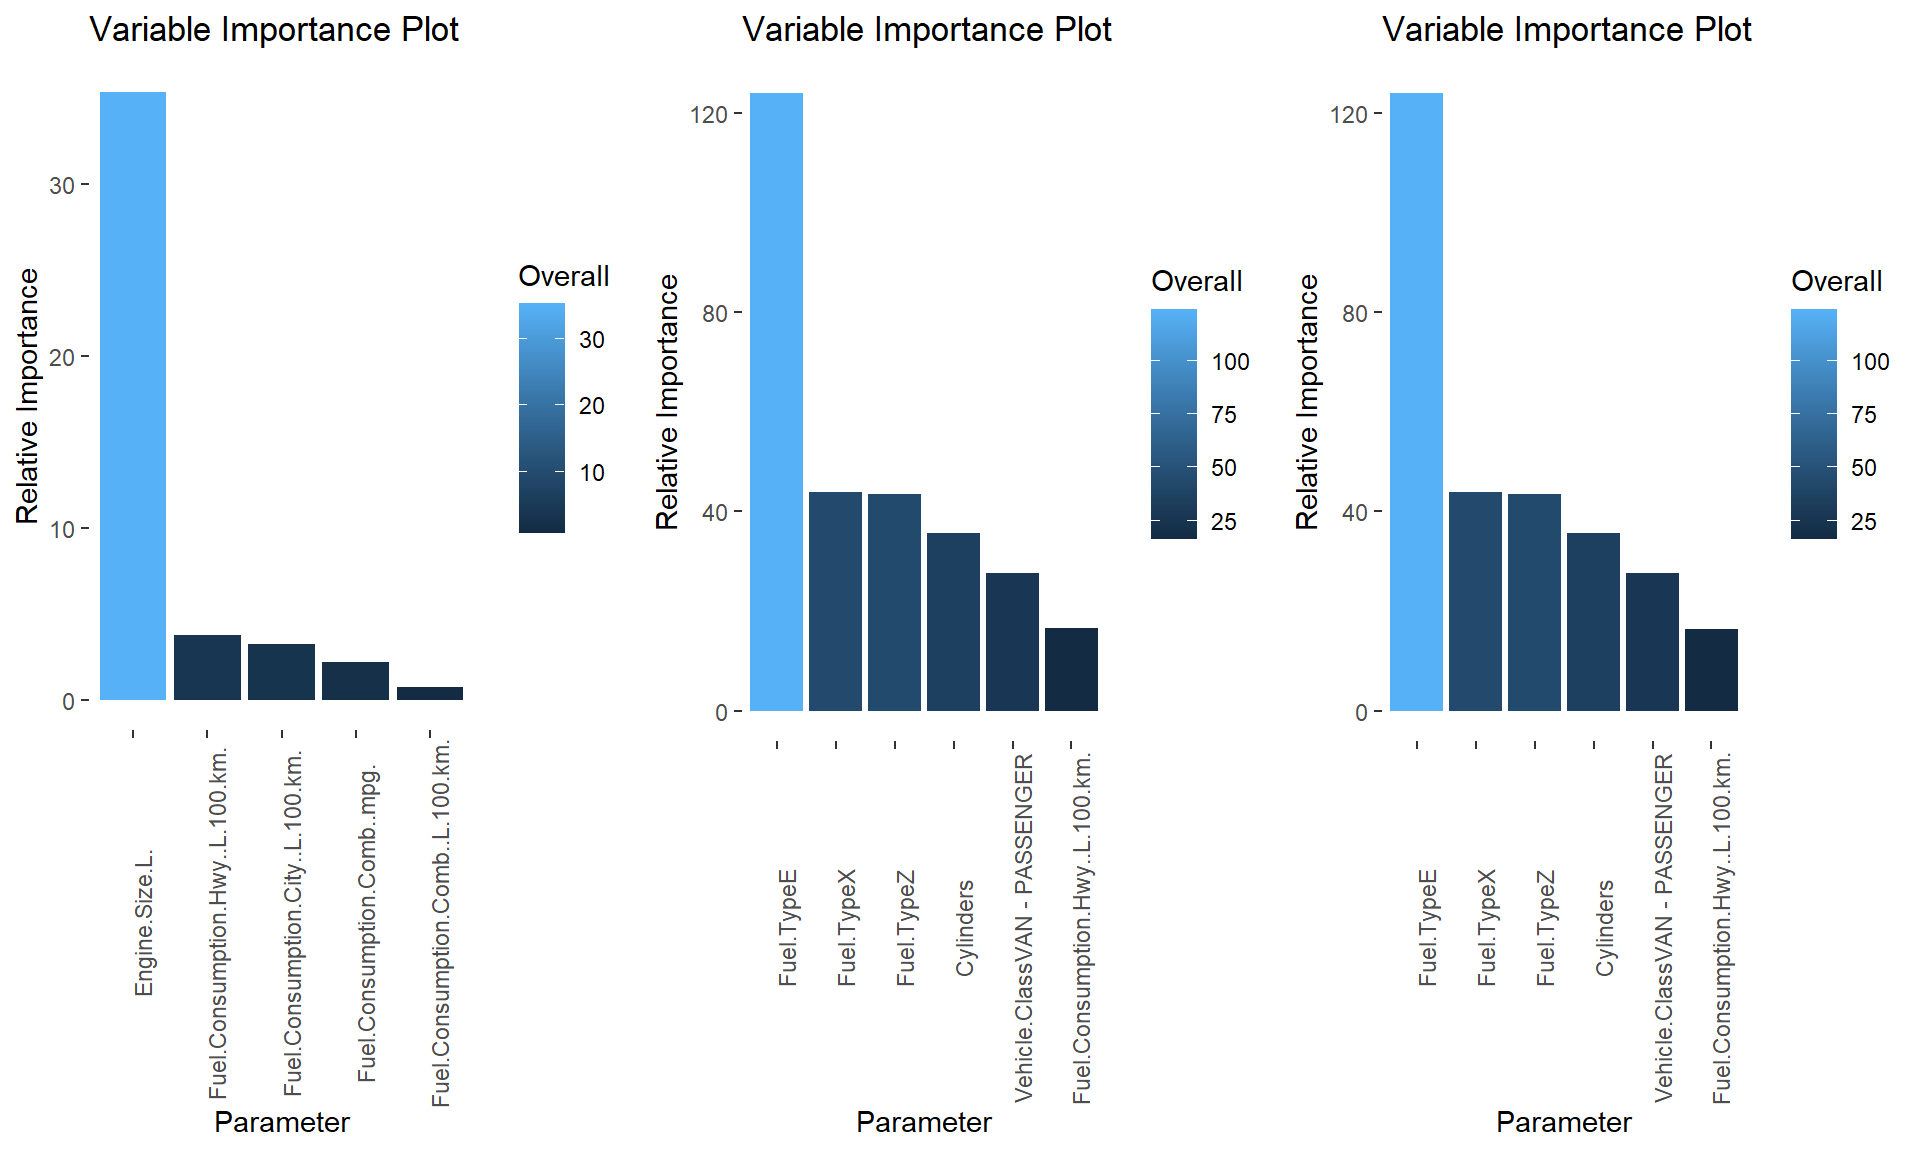 Variable Importance Plot
Relative Importance
30
20
10
0
Engine.Size.L.
Fuel.Consumption.Hwy..L.100.km.
Fuel.Consumption.City..L.100.km.
Fuel.Consumption.Comb..mpg.
Fuel.Consumption.Comb..L.100.km.
Parameter
Overall
30
20
10
Variable Importance Plot
Relative Importance
120
80
40
0
Fuel.TypeE
Fuel.TypeX
Fuel.TypeZ
Cylinders
Vehicle.ClassVAN - PASSENGER
Fuel.Consumption.Hwy..L.100.km.
Parameter
Overall
100
75
50
25
Variable Importance Plot
Relative Importance
120
80
40
0
Fuel.TypeE
Fuel.TypeX
Fuel.TypeZ
Cylinders
Vehicle.ClassVAN - PASSENGER
Fuel.Consumption.Hwy..L.100.km.
Parameter
Overall
100
75
50
25